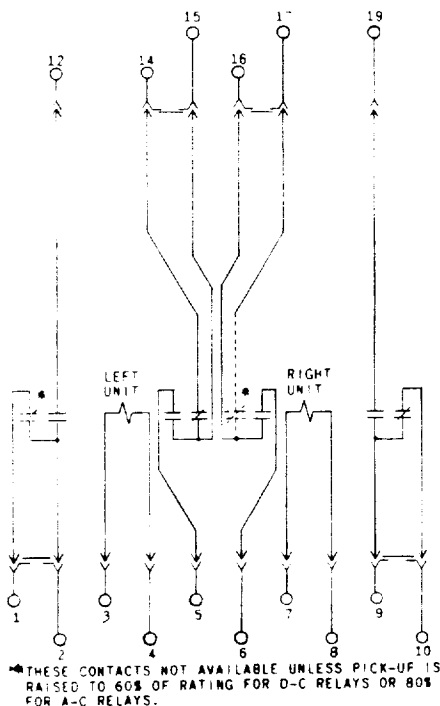 15
17
19
12
14
16
LEFT
UNIT
*
*
RIGHT
UNIT
1
3
5
7
9
2
4
6
8
10
*THESE CONTACTS NOT AVAILABLE UNLESS PICK-UP IS
RAISED TO 60% OF RATING FOR D-C RELAYS OR 80%
FOR A-C RELAYS.